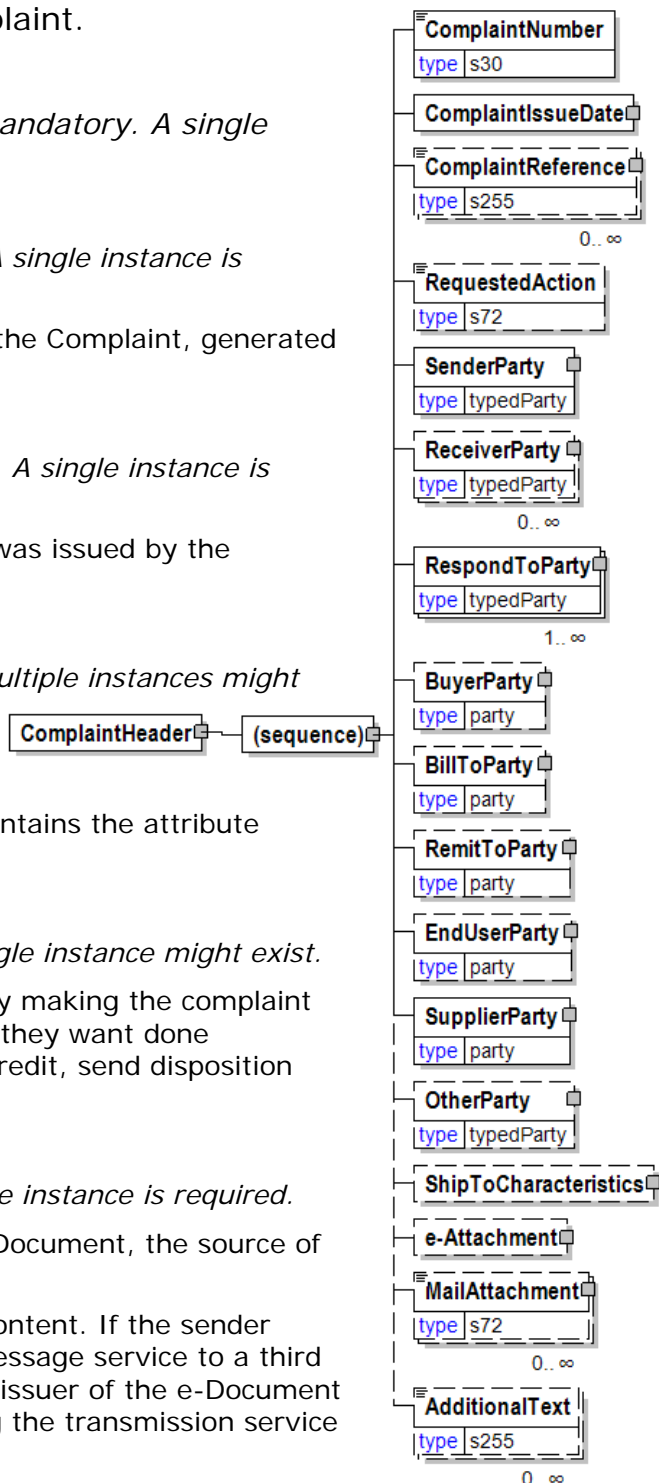 plaint.
andatory. A single
A single instance is
the Complaint, generated
. A single instance is
was issued by the
ultiple instances might
ntains the attribute
gle instance might exist.
y making the complaint
they want done
redit, send disposition
e instance is required.
Document, the source of
ontent. If the sender
essage service to a third
issuer of the e-Document
g the transmission service
ComplaintHeader
(sequence)
ComplaintNumber
type s30
ComplaintIssueDate
ComplaintReference
type s255
0.. ∞
RequestedAction
type s72
SenderParty
type typedParty
ReceiverParty
type typedParty
0.. ∞
RespondToParty
type typedParty
1.. ∞
BuyerParty
type party
BillToParty
type party
RemitToParty
type party
EndUserParty
type party
SupplierParty
type party
OtherParty
type typedParty
ShipToCharacteristics
e-Attachment
MailAttachment
type s72
0.. ∞
AdditionalText
type s255
0.. ∞